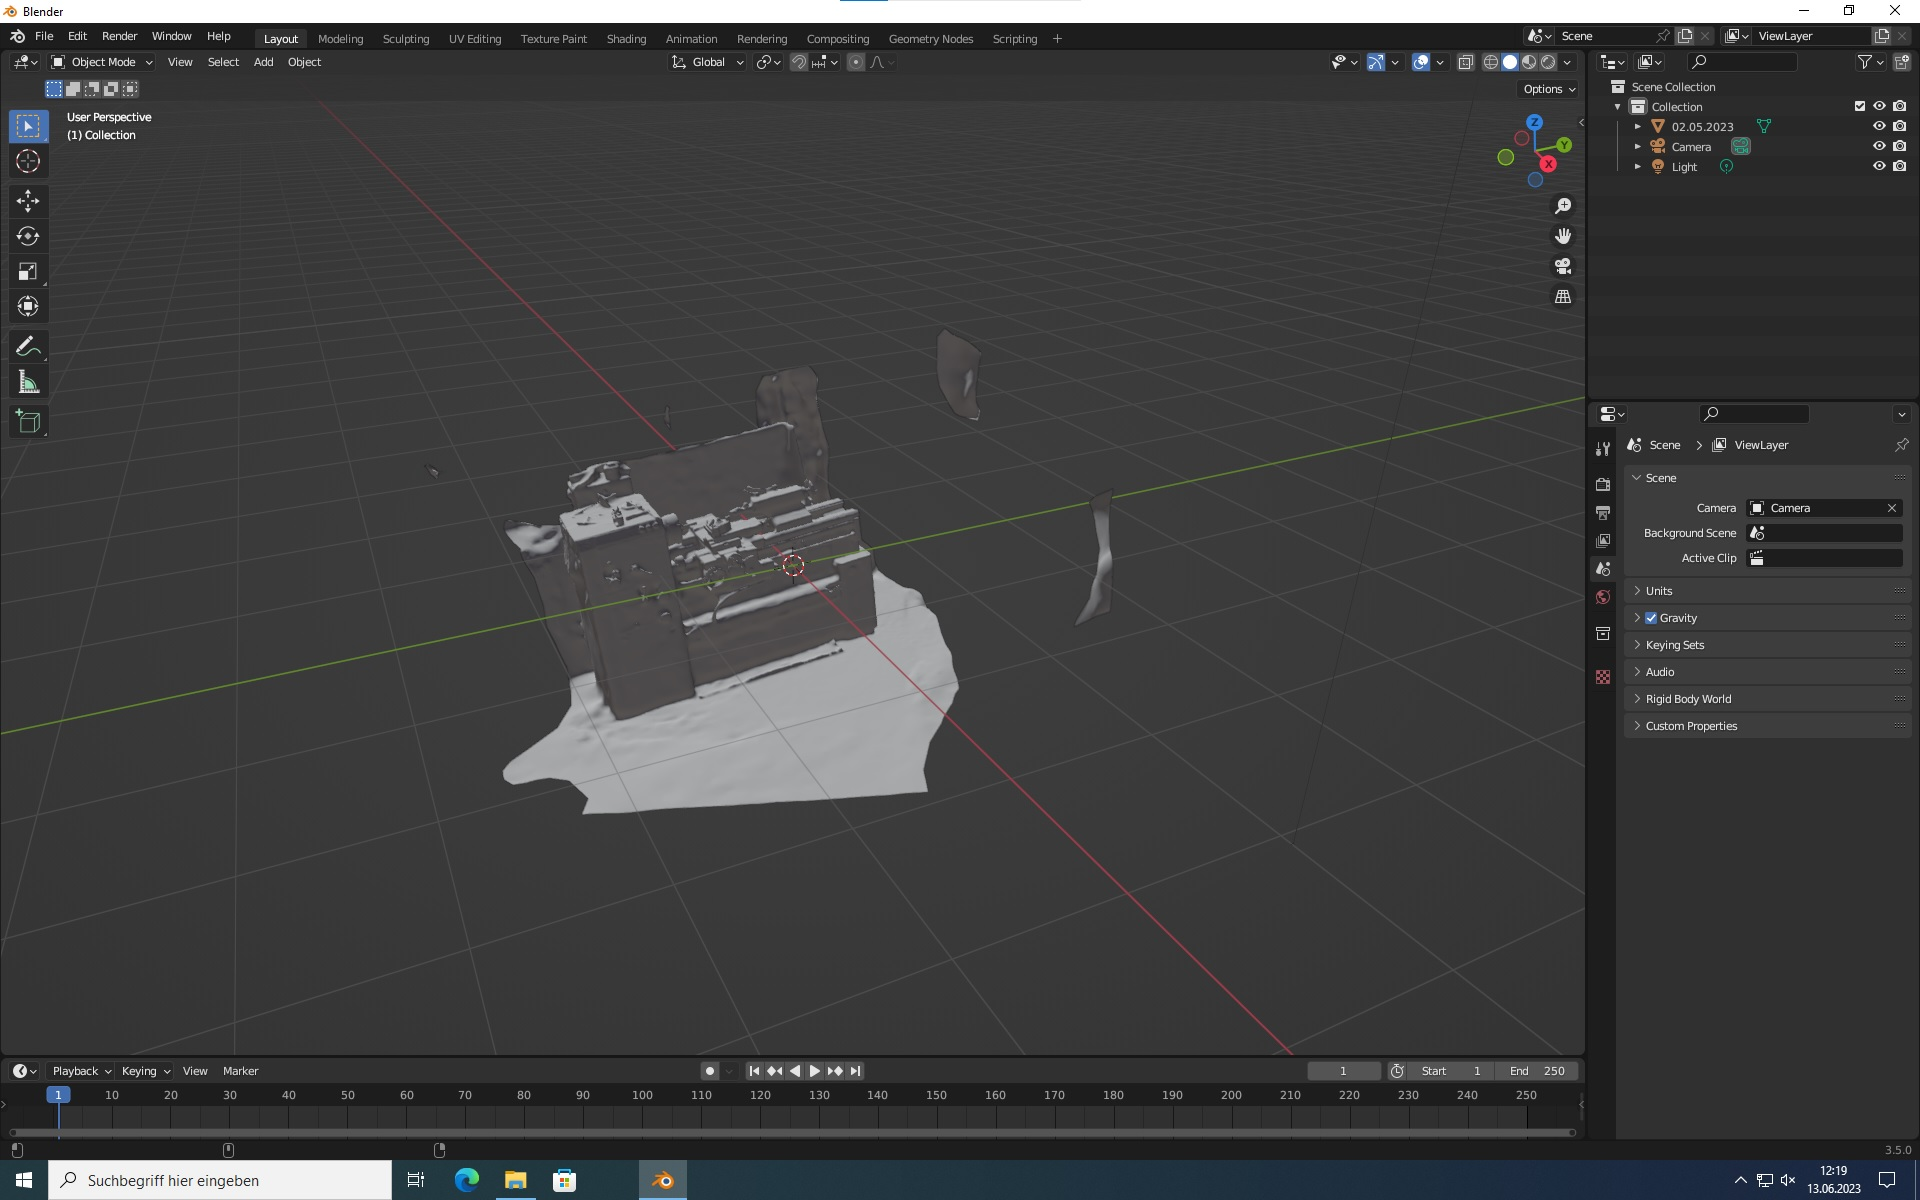 Blender
File Edit Render Window Help Layout Modeling Sculpting UV Editing Texture Paint Shading Animation Rendering Compositing Geometry Nodes Scripting + Scene ViewLayer
Object Mode View Select Add Object Global
Options
User Perspective
(1) Collection
Z
Y
X
Scene Collection
Collection
02.05.2023
Camera
Light
Scene > ViewLayer
Scene
Camera Camera
Background Scene
Active Clip
Units
Gravity
Keying Sets
Audio
Rigid Body World
Custom Properties
Playback Keying View Marker 1 Start 1 End 250
1 10 20 30 40 50 60 70 80 90 100 110 120 130 140 150 160 170 180 190 200 210 220 230 240 250
3.5.0
Suchbegriff hier eingeben
12:19
13.06.2023